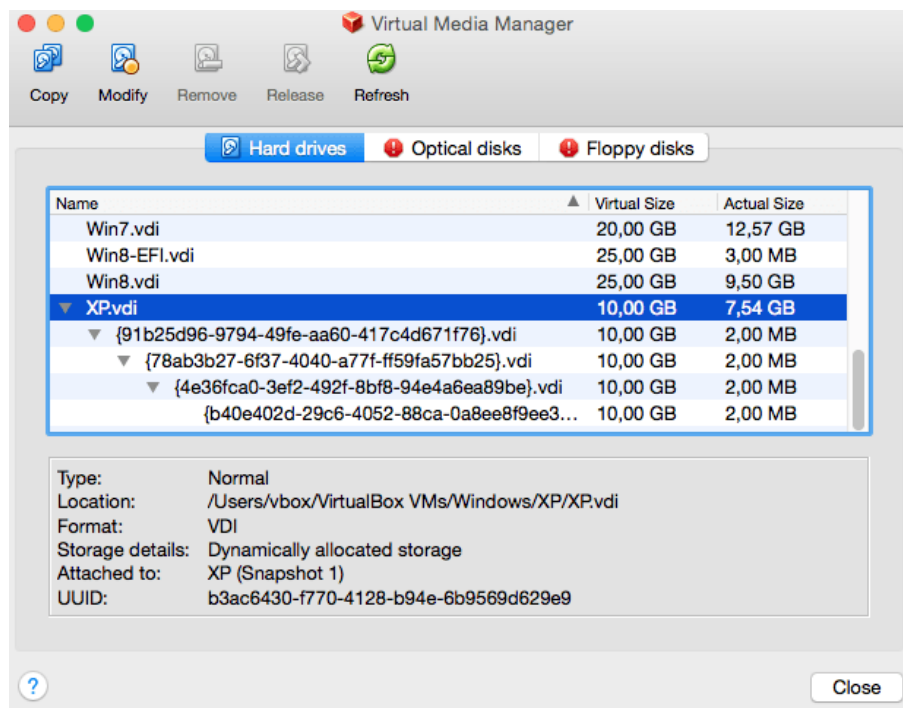 Virtual Media Manager
Copy Modify Remove Release Refresh
Hard drives Optical disks Floppy disks
Name Virtual Size Actual Size
Win7.vdi 20,00 GB 12,57 GB
Win8-EFI.vdi 25,00 GB 3,00 MB
Win8.vdi 25,00 GB 9,50 GB
XP.vdi 10,00 GB 7,54 GB
{91b25d96-9794-49fe-aa60-417c4d671f76}.vdi 10,00 GB 2,00 MB
{78ab3b27-6f37-4040-a77f-ff59fa57bb25}.vdi 10,00 GB 2,00 MB
{4e36fca0-3ef2-492f-8bf8-94e4a6ea89be}.vdi 10,00 GB 2,00 MB
{b40e402d-29c6-4052-88ca-0a8ee8f9ee3... 10,00 GB 2,00 MB
Type: Normal
Location: /Users/vbox/VirtualBox VMs/Windows/XP/XP.vdi
Format: VDI
Storage details: Dynamically allocated storage
Attached to: XP (Snapshot 1)
UUID: b3ac6430-f770-4128-b94e-6b9569d629e9
? Close